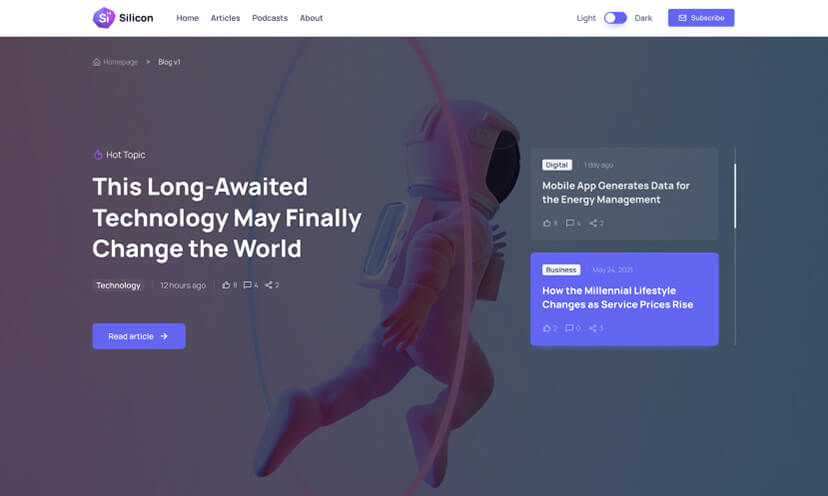 Si Silicon Home Articles Podcasts About Light Dark Subscribe
Homepage » Blog v.1
Hot Topic
This Long-Awaited
Technology May Finally
Change the World
Technology 12 hours ago 8 4 2
Read article →
Digital 1 day ago
Mobile App Generates Data for
the Energy Management
8 4 2
Business May 24, 2021
How the Millennial Lifestyle
Changes as Service Prices Rise
2 0 3